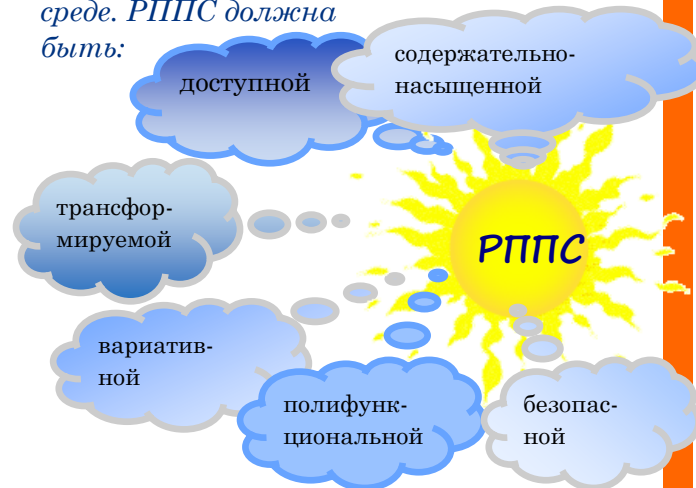 среде. РППС должна
быть:
доступной
содержательно-
насыщенной
трансфор-
мируемой
РППС
вариатив-
ной
полифунк-
циональной
безопас-
ной